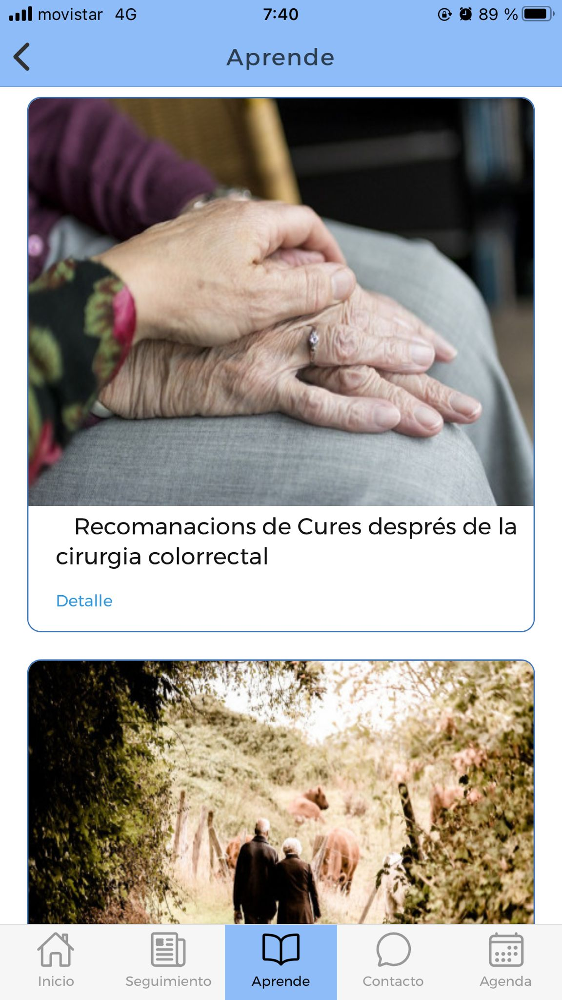 movistar 4G 7:40 89 %
Aprende
Recomanacions de Cures després de la
cirurgia colorrectal
Detalle
Inicio Seguimiento Aprende Contacto Agenda